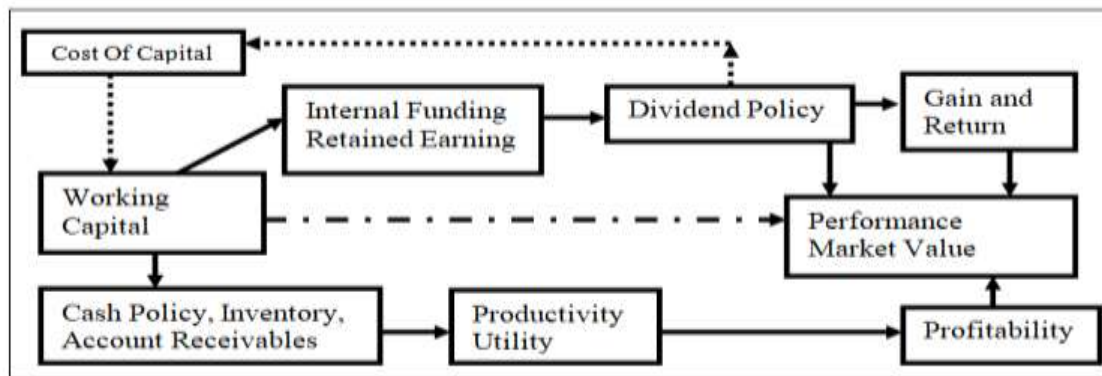 Cost Of Capital
Internal Funding
Retained Earning
Dividend Policy
Gain and
Return
Working
Capital
Performance
Market Value
Cash Policy, Inventory,
Account Receivables
Productivity
Utility
Profitability